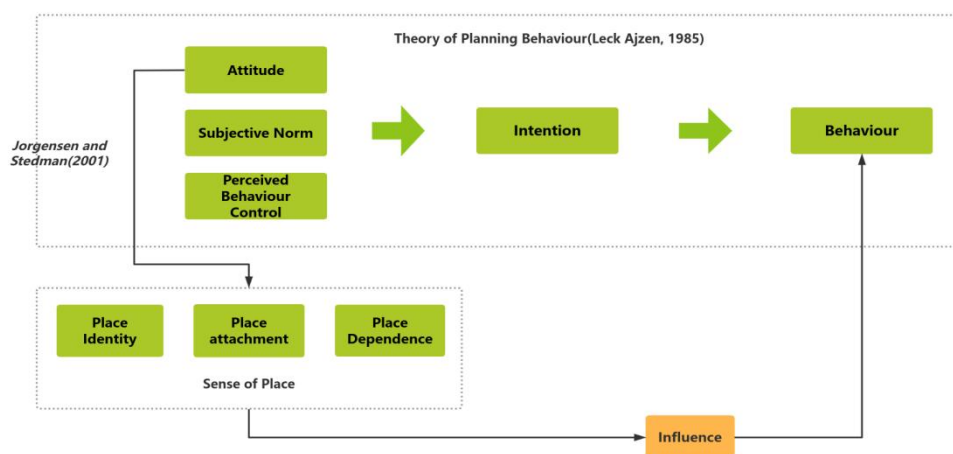 Theory of Planning Behaviour(Leck Ajzen, 1985)
Attitude
Subjective Norm
Intention
Behaviour
Jorgensen and
Stedman(2001)
Perceived
Behaviour
Control
Place
Identity
Place
attachment
Place
Dependence
Sense of Place
Influence